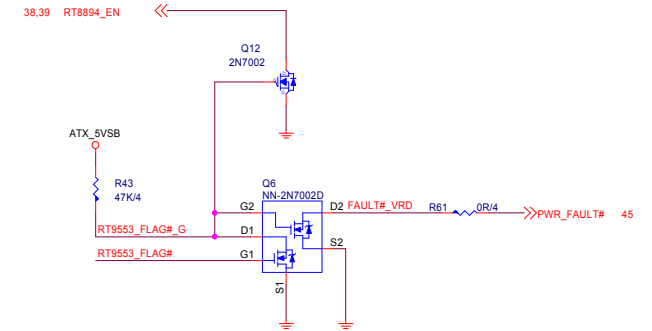 38,39 RT8894_EN
Q12
2N7002
ATX_5VSB
R43
47K/4
Q6
NN-2N7002D
G2
D2
FAULT#_VRD
R61
0R/4
PWR_FAULT# 45
RT9553_FLAG#_G
D1
S2
RT9553_FLAG#
G1
S1